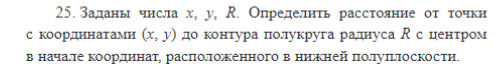 25. Заданы числа x, y, R. Определить расстояние от точки
с координатами (x, y) до контура полукруга радиуса R с центром
в начале координат, расположенного в нижней полуплоскости.